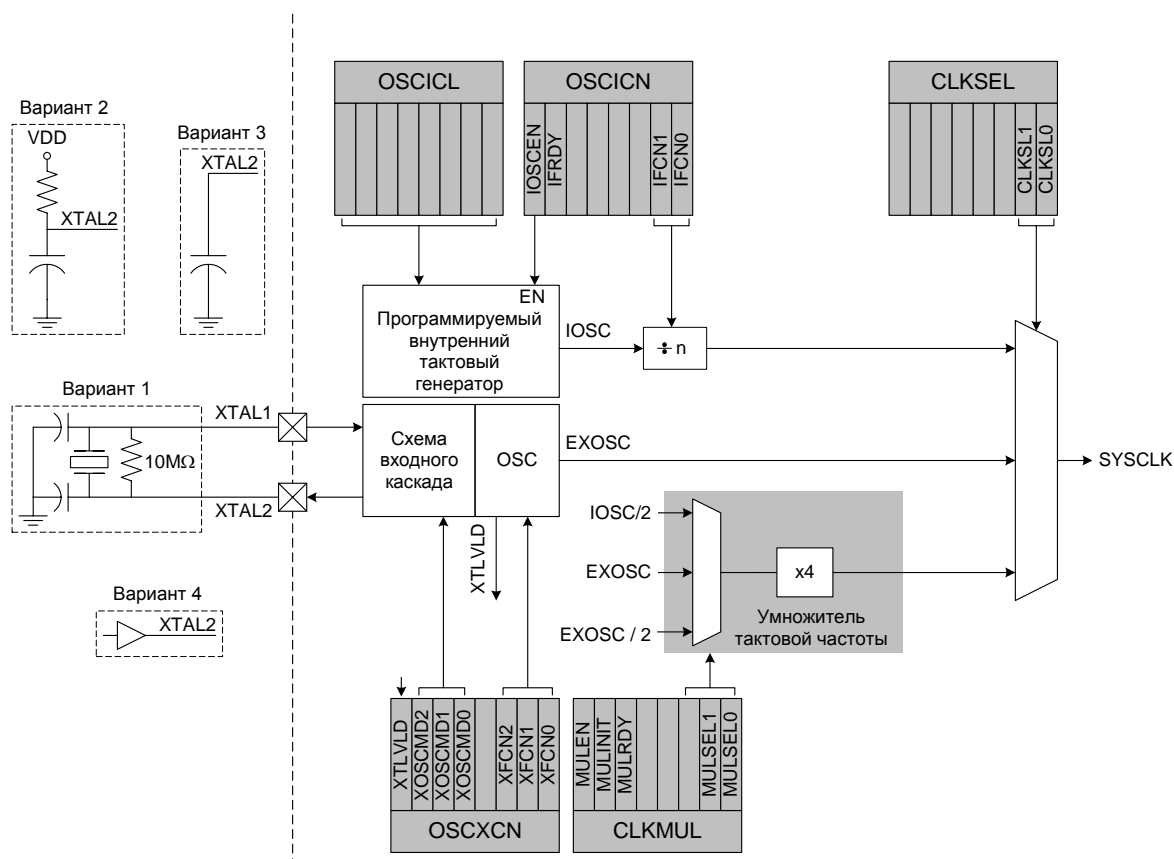 OSCICL
OSCICN
CLKSEL
IOSCEN
IFRDY
IFCN1
IFCN0
CLKSL1
CLKSL0
Вариант 2
VDD
XTAL2
Вариант 3
XTAL2
EN
Программируемый
внутренний
тактовый
генератор
IOSC
÷ n
Вариант 1
10MΩ
XTAL1
XTAL2
Схема
входного
каскада
OSC
EXOSC
SYSCLK
XTLVLD
IOSC/2
EXOSC
EXOSC / 2
x4
Умножитель
тактовой частоты
Вариант 4
XTAL2
XTLVLD
XOSCMD2
XOSCMD1
XOSCMD0
XFCN2
XFCN1
XFCN0
OSCXCN
MULEN
MULINIT
MULRDY
MULSEL1
MULSEL0
CLKMUL